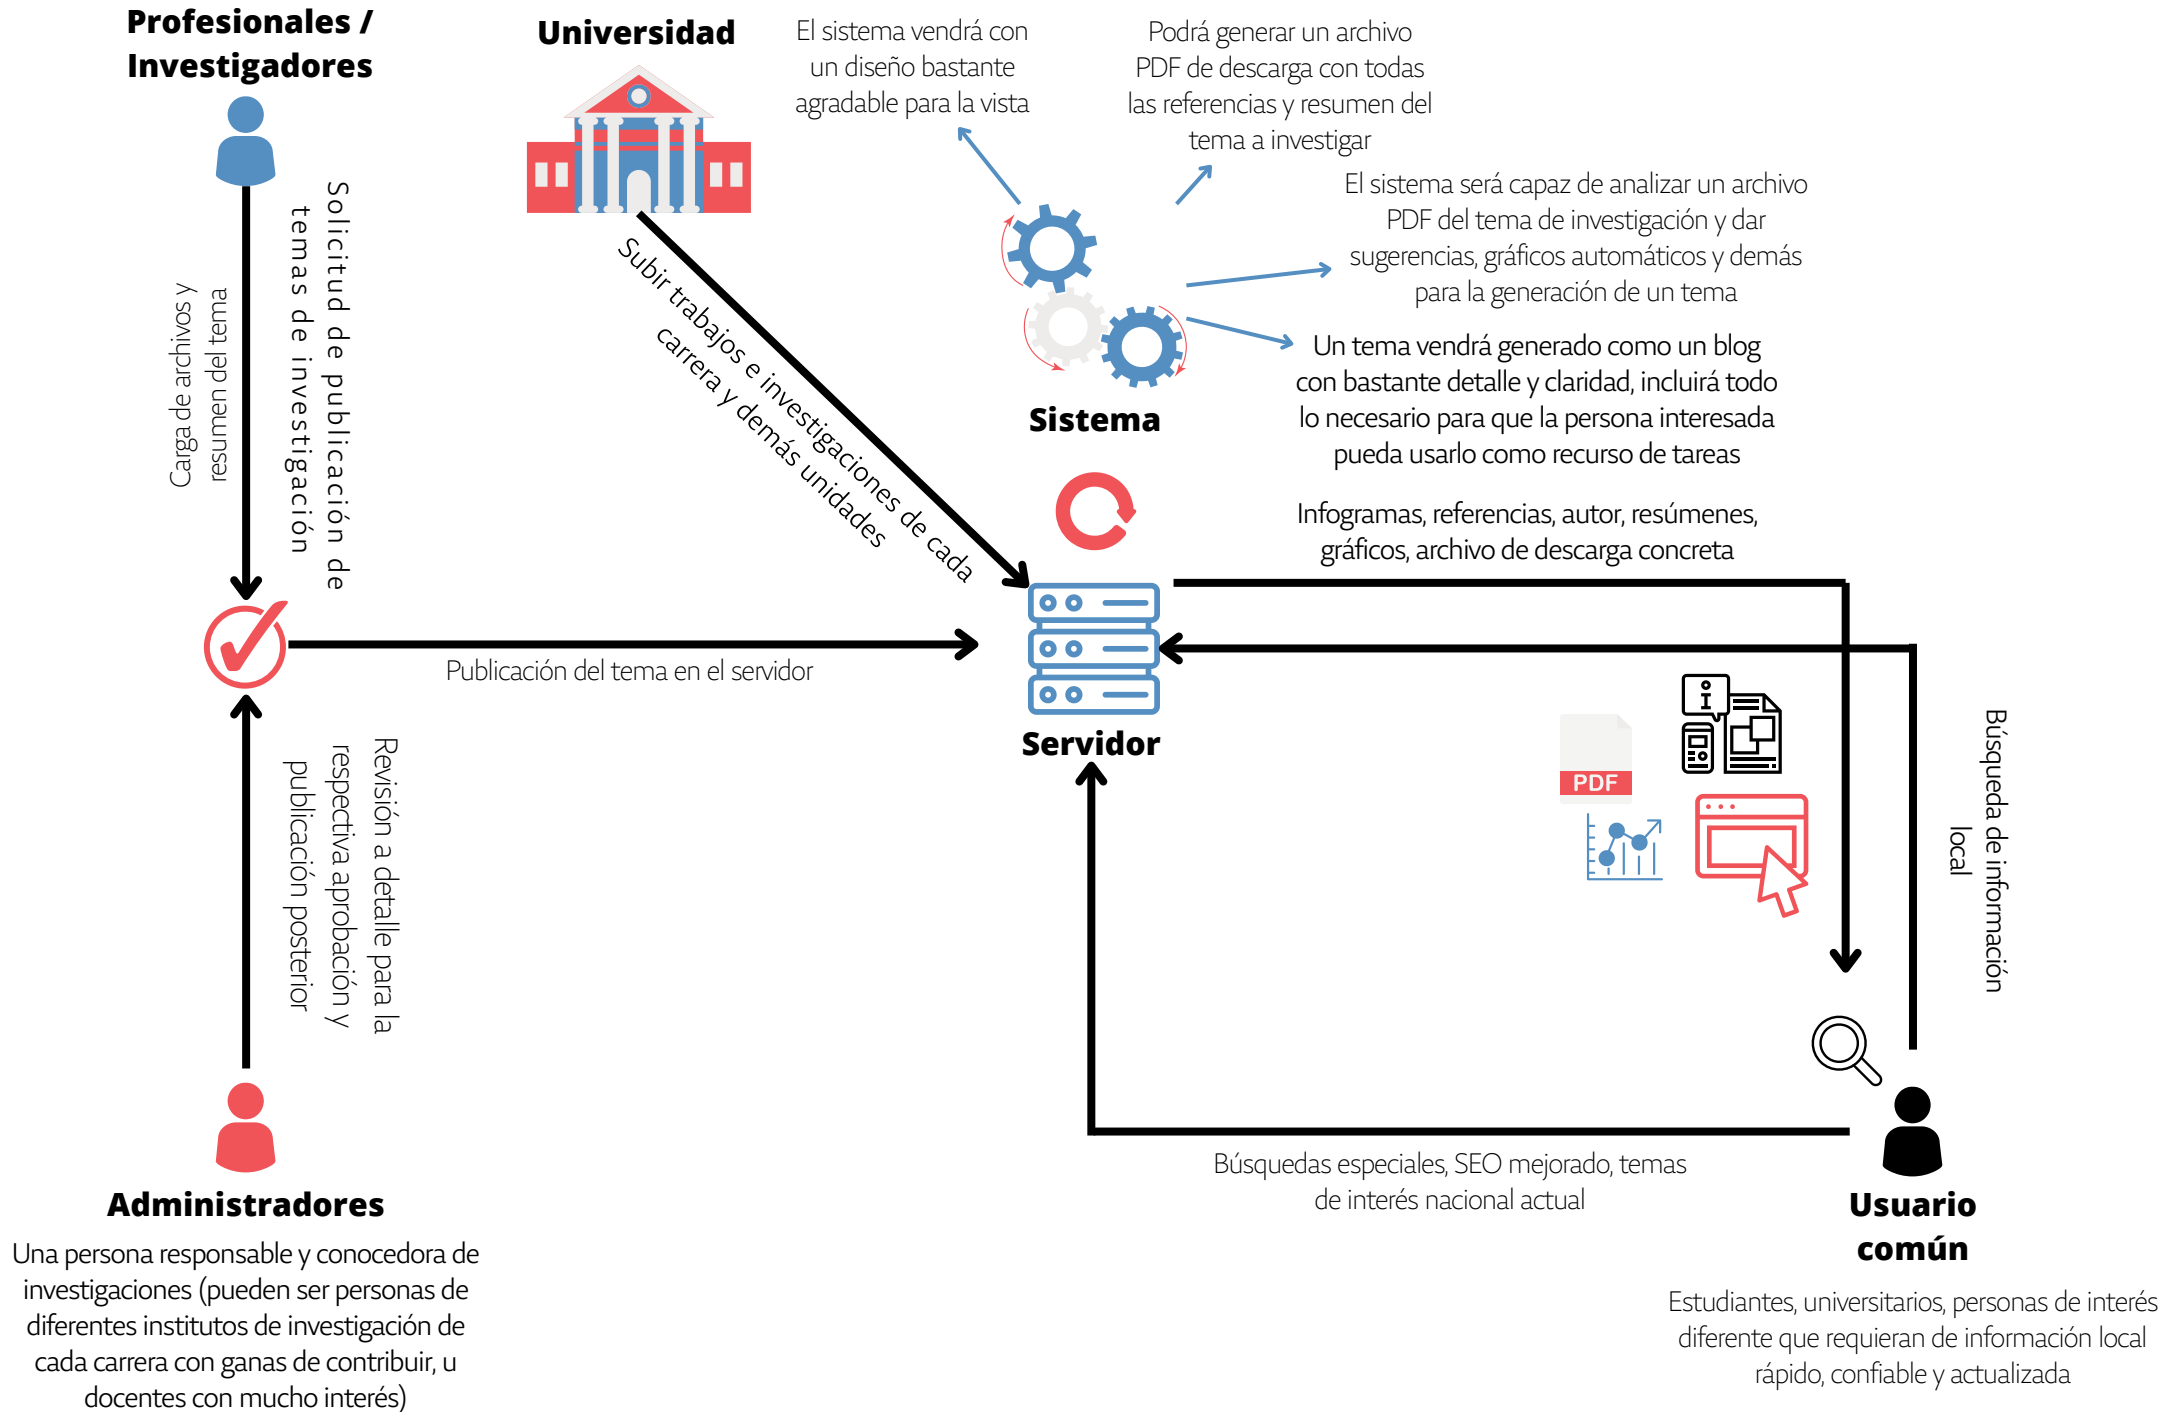 Profesionales /
Investigadores
Universidad
El sistema vendrá con
un diseño bastante
agradable para la vista
Podrá generar un archivo
PDF de descarga con todas
las referencias y resumen del
tema a investigar
El sistema será capaz de analizar un archivo
PDF del tema de investigación y dar
sugerencias, gráficos automáticos y demás
para la generación de un tema
Un tema vendrá generado como un blog
con bastante detalle y claridad, incluirá todo
lo necesario para que la persona interesada
pueda usarlo como recurso de tareas
Infogramas, referencias, autor, resúmenes,
gráficos, archivo de descarga concreta
Sistema
Carga de archivos y
resumen del tema
Solicitud de publicación de
temas de investigación
Subir trabajos e investigaciones de cada
carrera y demás unidades
Publicación del tema en el servidor
Servidor
PDF
i
Búsqueda de información
local
Revisión a detalle para la
respectiva aprobación y
publicación posterior
Búsquedas especiales, SEO mejorado, temas
de interés nacional actual
Administradores
Una persona responsable y conocedora de
investigaciones (pueden ser personas de
diferentes institutos de investigación de
cada carrera con ganas de contribuir, u
docentes con mucho interés)
Usuario
común
Estudiantes, universitarios, personas de interés
diferente que requieran de información local
rápido, confiable y actualizada